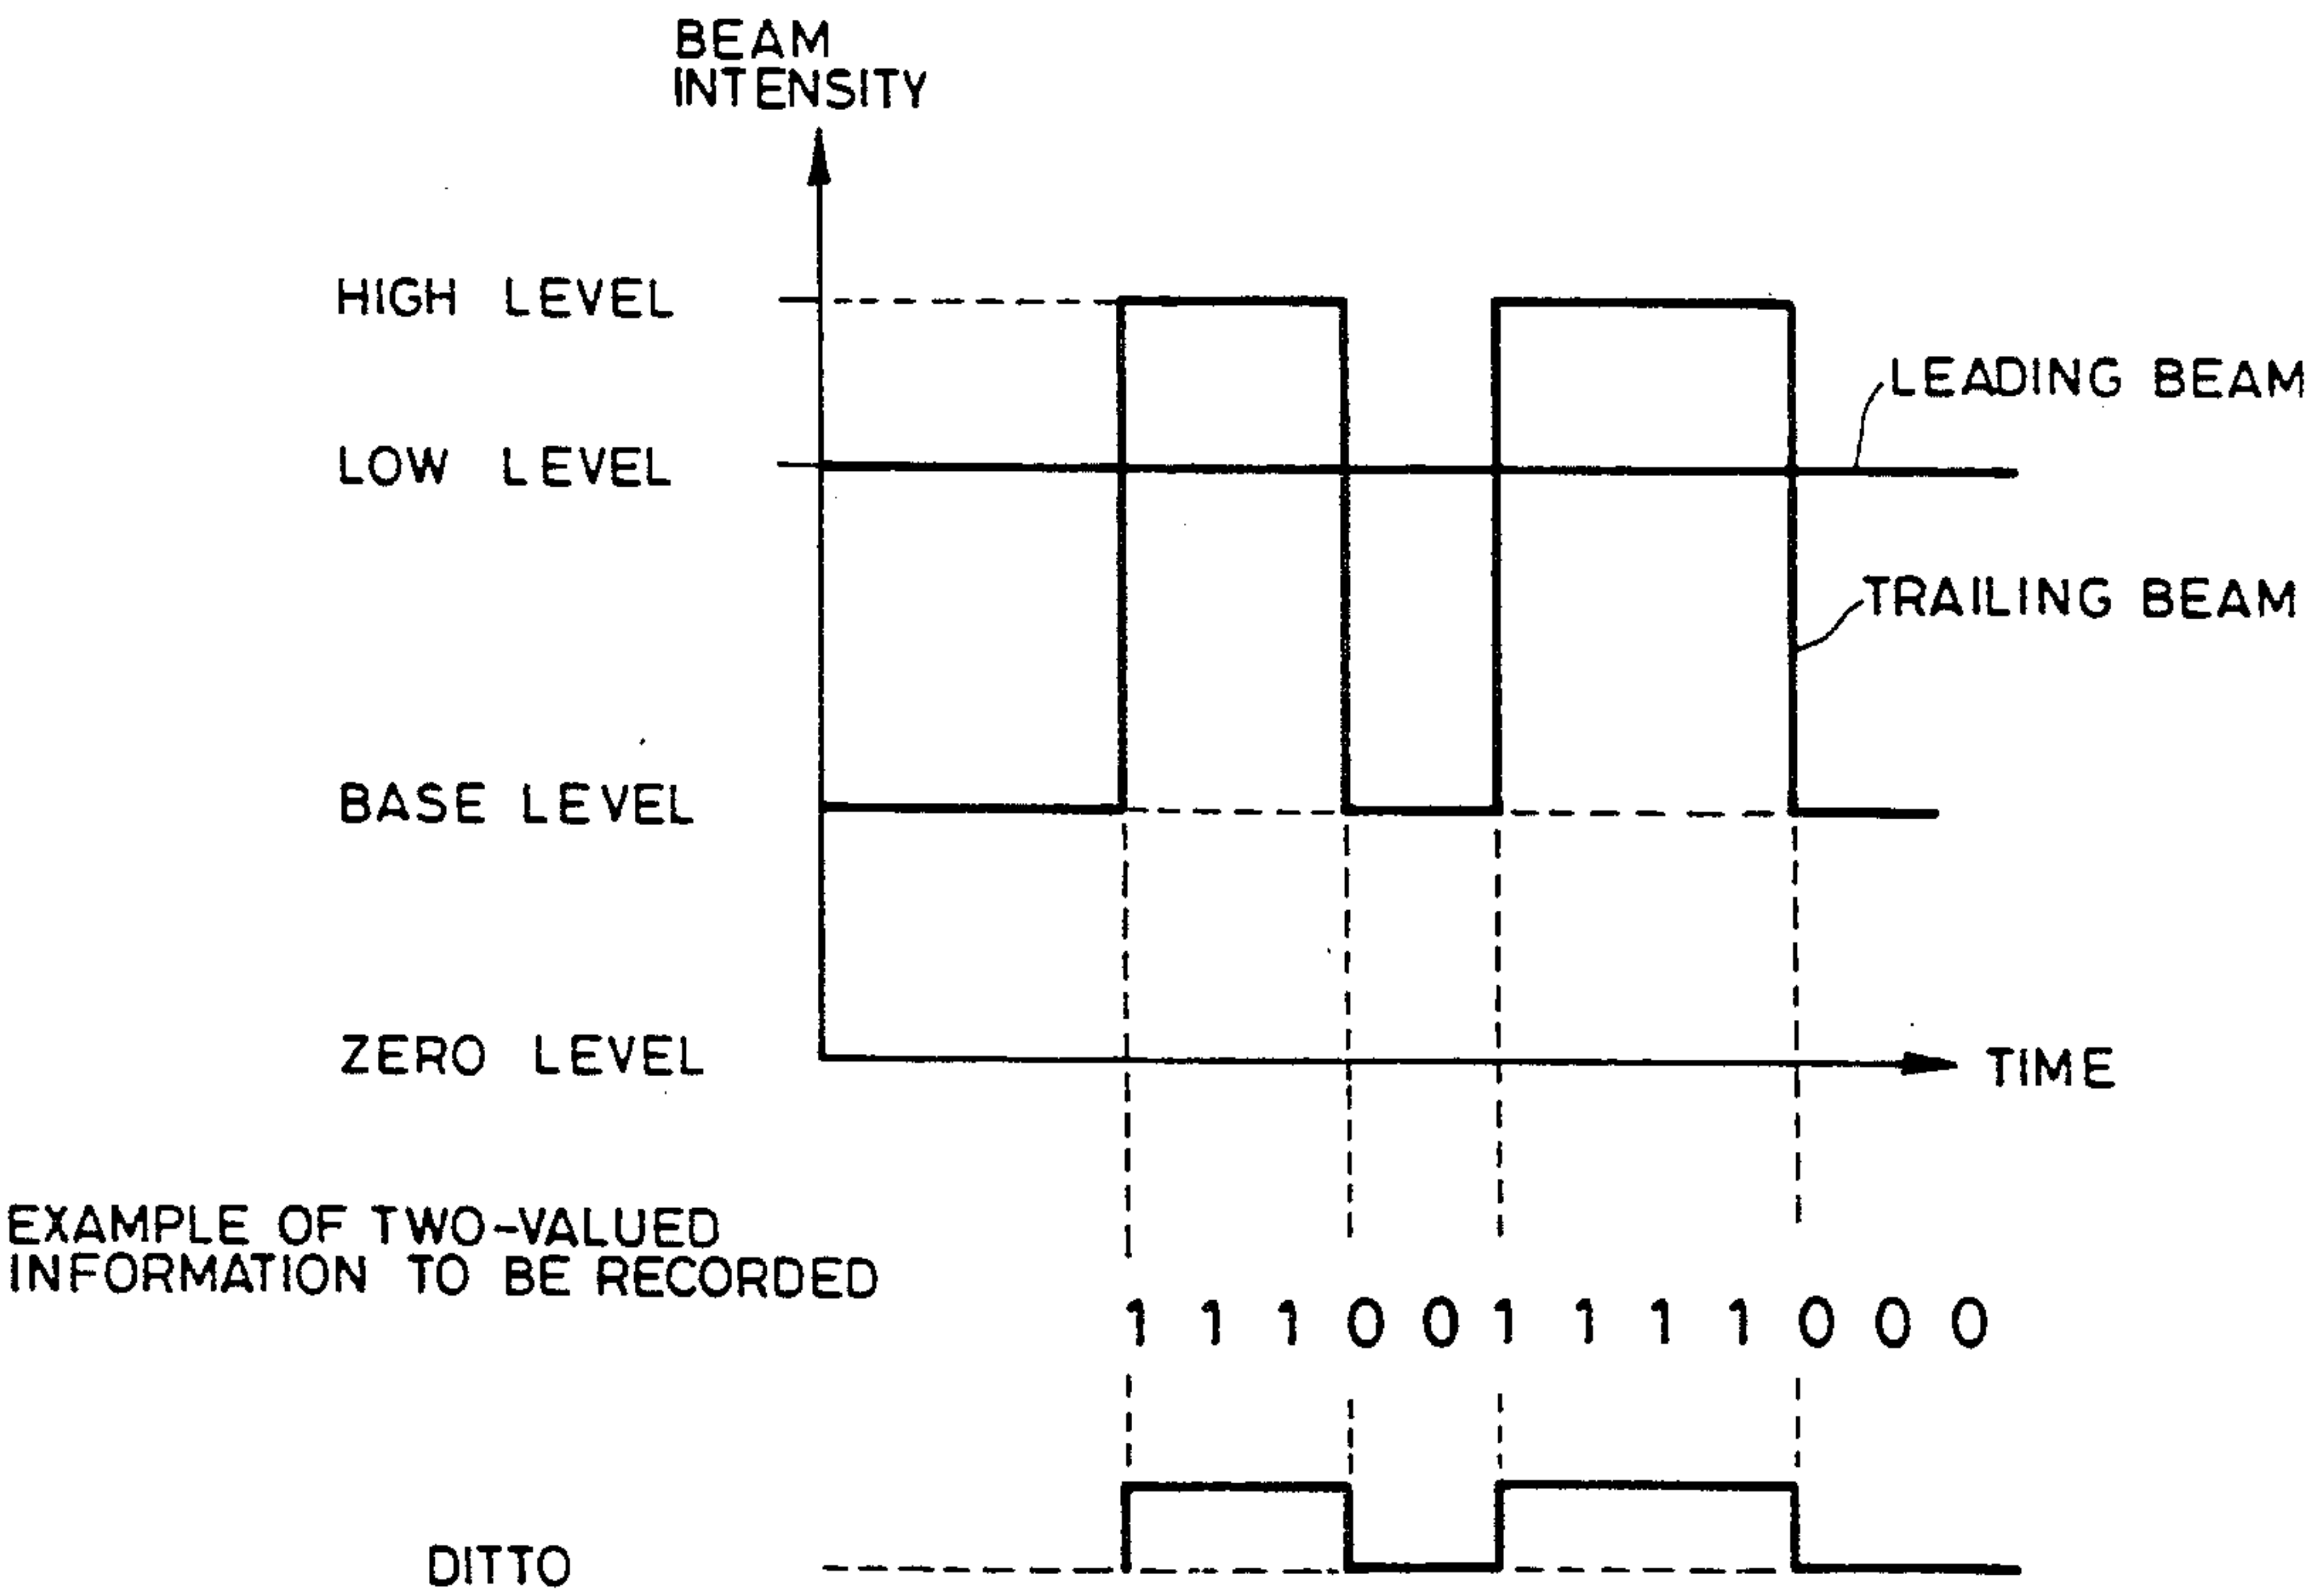 BEAM
INTENSITY
HIGH LEVEL
LEADING BEAM
LOW LEVEL
TRAILING BEAM
BASE LEVEL
ZERO LEVEL
TIME
EXAMPLE OF TWO-VALUED
INFORMATION TO BE RECORDED
1 1 1 0 0 1 1 1 1 0 0 0
DITTO